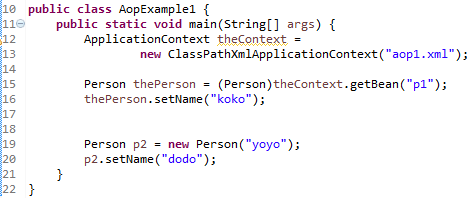 10 public class AopExample1 {
11 public static void main(String[] args) {
12 ApplicationContext theContext =
13 new ClassPathXmlApplicationContext("aop1.xml");
14
15 Person thePerson = (Person)theContext.getBean("p1");
16 thePerson.setName("koko");
17
18
19 Person p2 = new Person("yoyo");
20 p2.setName("dodo");
21 }
22 }